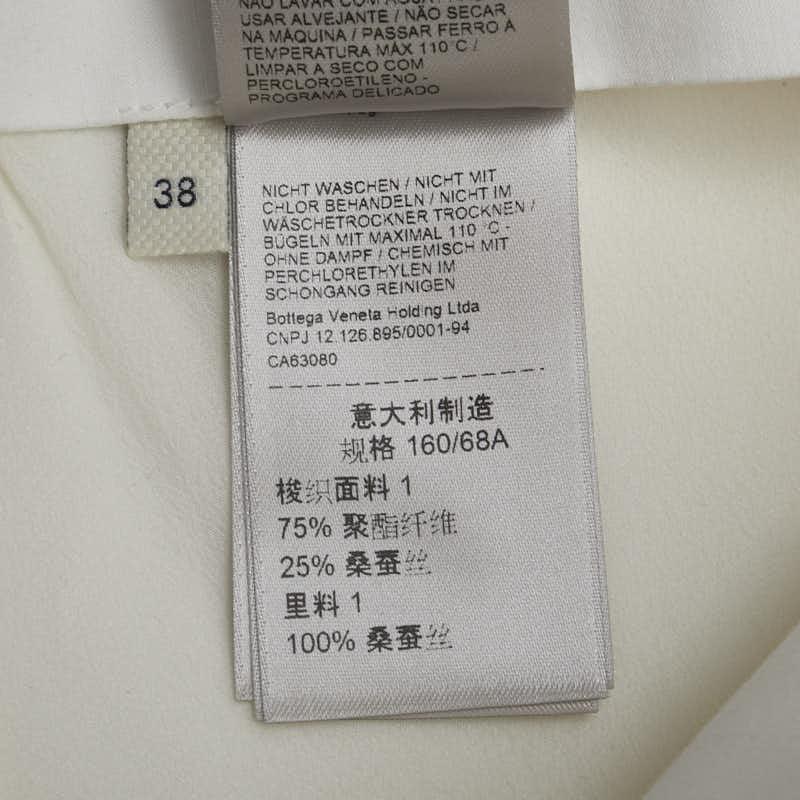 NÃO LAVAR COM
USAR ALVEJANTE / NÃO SECAR
NA MÁQUINA / PASSAR FERRO A
TEMPERATURA MÁX 110°C /
LIMPAR A SECO COM
PERCLOROETILENO -
PROGRAMA DELICADO
38
NICHT WASCHEN / NICHT MIT
CHLOR BEHANDELN / NICHT IM
WÄSCHETROCKNER TROCKNEN /
BÜGELN MIT MAXIMAL 110 °C -
OHNE DAMPF / CHEMISCH MIT
PERCHLORETHYLEN IM
SCHONGANG REINIGEN
Bottega Veneta Holding Ltda
CNPJ 12.126.895/0001-94
CA63080
意大利制造
规格 160/68A
梭织面料 1
75% 聚酯纤维
25% 桑蚕丝
里料 1
100% 桑蚕丝